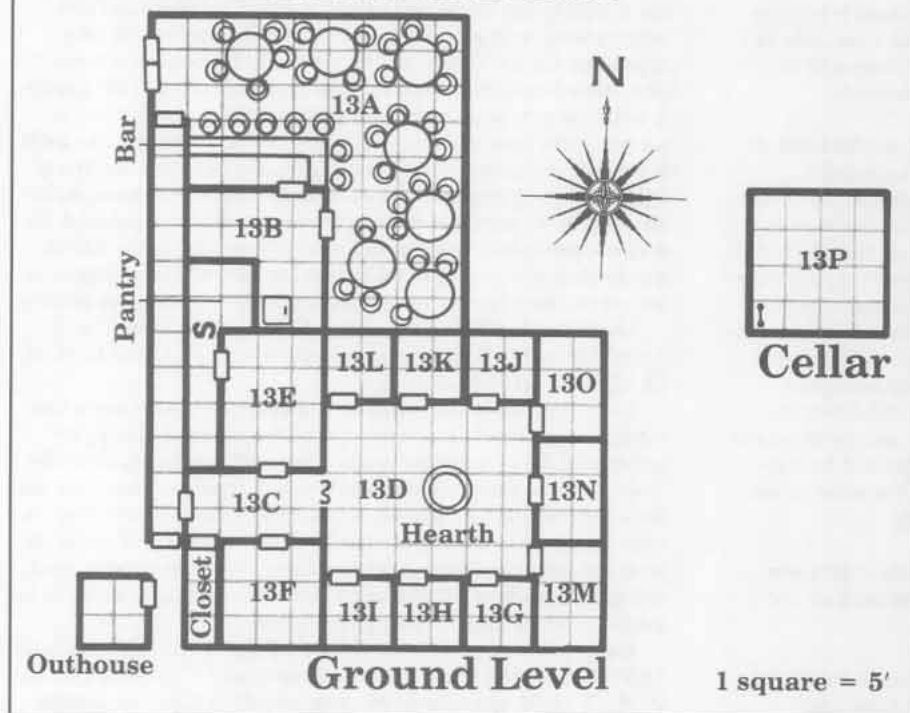 N
13A
Bar
13B
13P
Pantry
S
Cellar
13L
13K
13J
13O
13E
13C
13D
13N
Hearth
Closet
13F
13I
13H
13G
13M
Outhouse
Ground Level
1 square = 5′